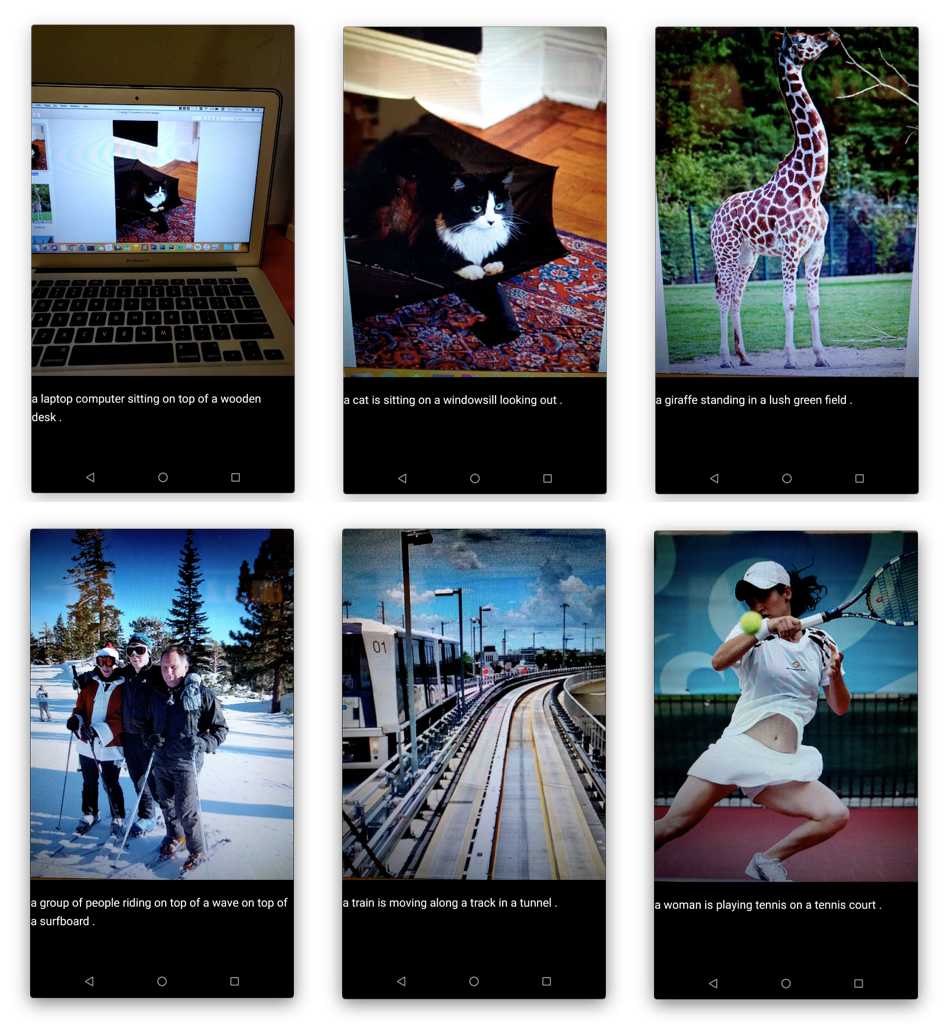 a laptop computer sitting on top of a wooden
desk .
a cat is sitting on a windowsill looking out .
a giraffe standing in a lush green field .
01
a group of people riding on top of a wave on top of
a surfboard .
a train is moving along a track in a tunnel .
a woman is playing tennis on a tennis court .